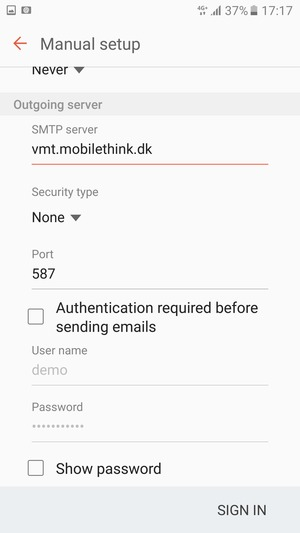 4G+ 37% 17:17
Manual setup
Never
Outgoing server
SMTP server
vmt.mobilethink.dk
Security type
None
Port
587
Authentication required before
sending emails
User name
demo
Password
•••••••••••
Show password
SIGN IN